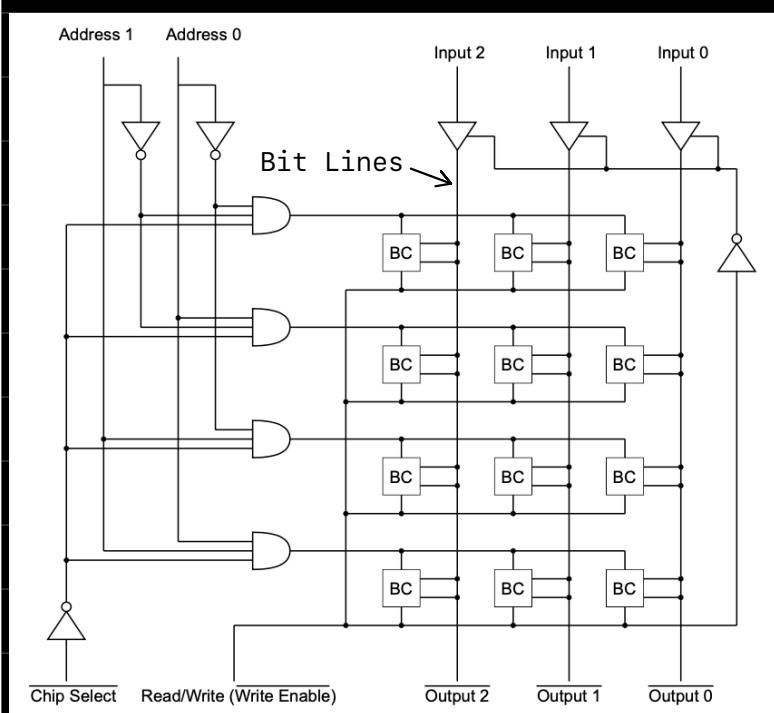 Address 1 Address 0
Input 2 Input 1 Input 0
Bit Lines
BC BC BC
BC BC BC
BC BC BC
BC BC BC
Chip Select Read/Write (Write Enable) Output 2 Output 1 Output 0